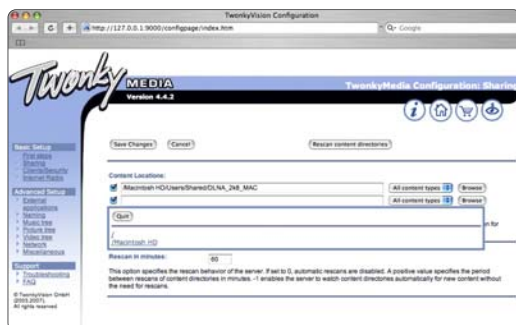 TwonkyVision Configuration
http://127.0.0.1:9000/configpage/index.htm
Google
Twonky MEDIA
Version 4.4.2
TwonkyMedia Configuration: Sharing
Save Changes
Cancel
Rescan content directories
Basic Setup
First steps
Sharing
Clients/Security
Internet Radio
Advanced Setup
External applications
Naming
Music tree
Picture tree
Video tree
Network
Miscellaneous
Support
Troubleshooting
FAQ
© TwonkyVision GmbH
(2003,2007),
All rights reserved
Content Locations:
/Macintosh HD/Users/Shared/DLNA_2k8_MAC
All content types
Browse
All content types
Browse
Quit
/
/Macintosh HD
on for
Rescan in minutes:
60
This option specifies the rescan behavior of the server. If set to 0, automatic rescans are disabled. A positive value specifies the period
between rescans of content directories in minutes. -1 enables the server to watch content directories automatically for new content without
the need for rescans.